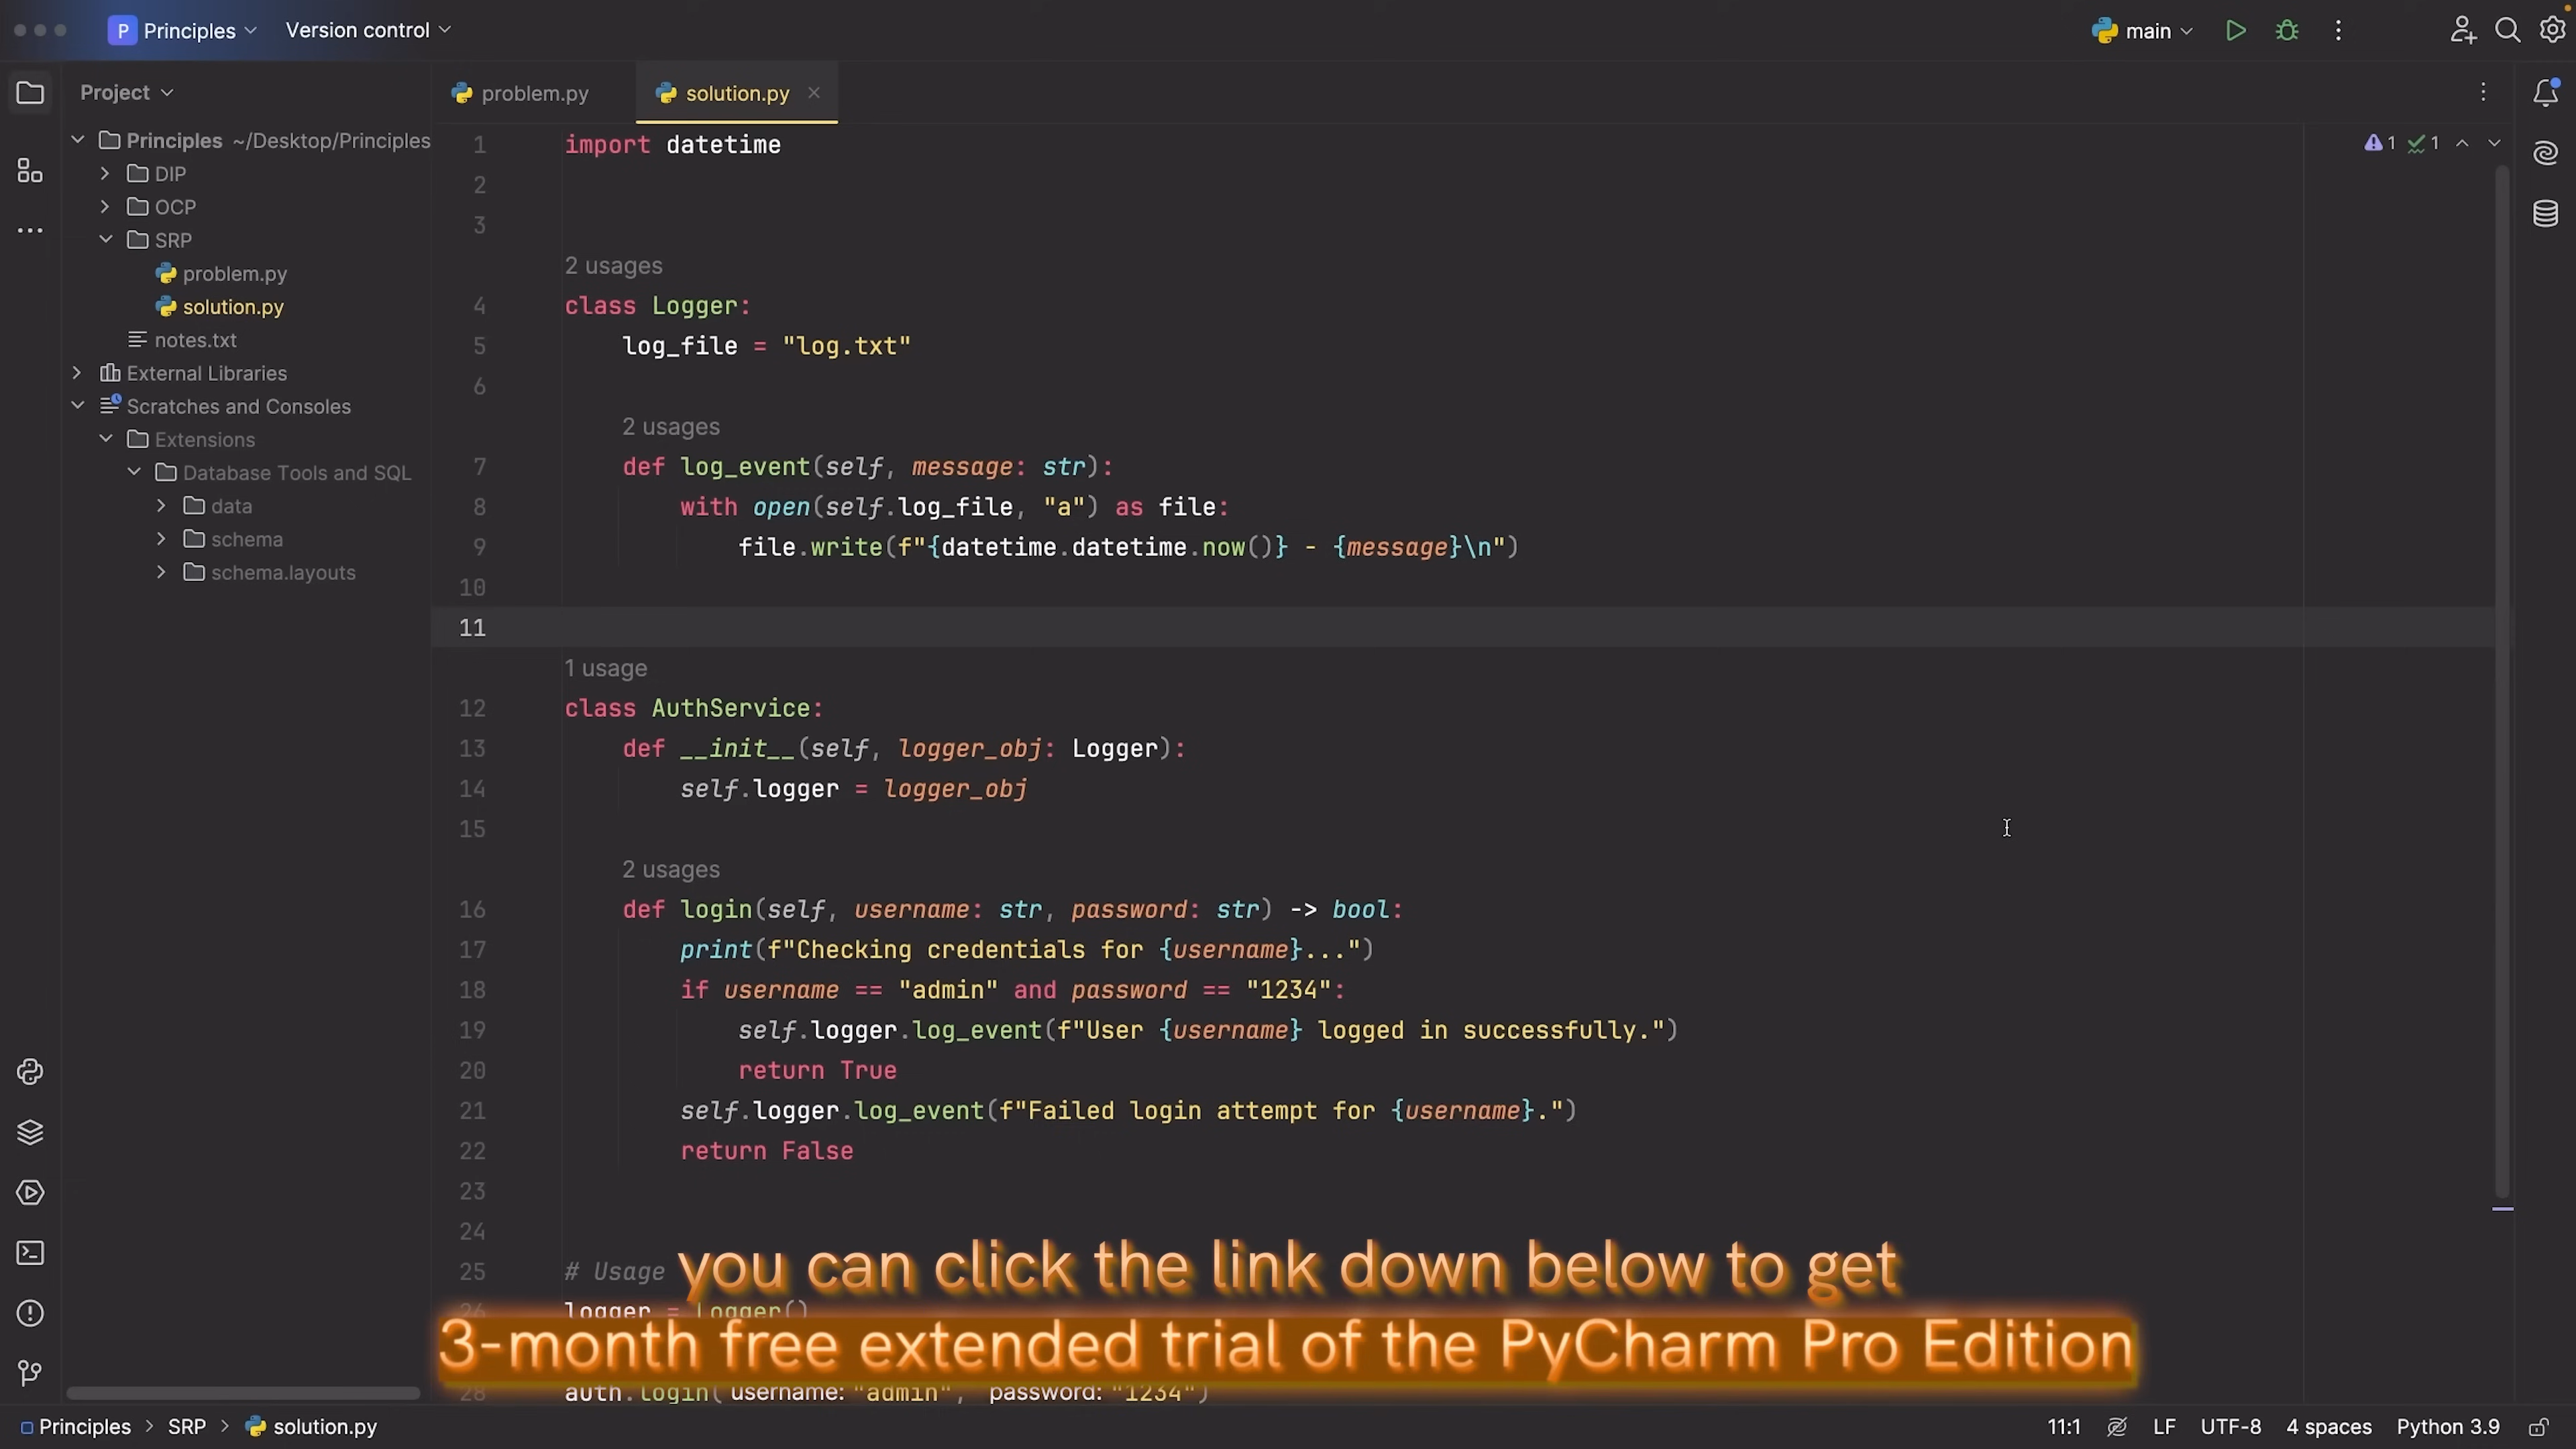 P Principles Version control main
Project problem.py solution.py
Principles ~/Desktop/Principles
DIP
OCP
SRP
problem.py
solution.py
notes.txt
External Libraries
Scratches and Consoles
Extensions
Database Tools and SQL
data
schema
schema.layouts
1 1
1 import datetime
2
3
2 usages
4 class Logger:
5 log_file = "log.txt"
6
2 usages
7 def log_event(self, message: str):
8 with open(self.log_file, "a") as file:
9 file.write(f"{datetime.datetime.now()} - {message}\n")
10
11
1 usage
12 class AuthService:
13 def __init__(self, logger_obj: Logger):
14 self.logger = logger_obj
15
2 usages
16 def login(self, username: str, password: str) -> bool:
17 print(f"Checking credentials for {username}...")
18 if username == "admin" and password == "1234":
19 self.logger.log_event(f"User {username} logged in successfully.")
20 return True
21 self.logger.log_event(f"Failed login attempt for {username}.")
22 return False
23
24
25 # Usage
26 logger = Logger()
you can click the link down below to get
3-month free extended trial of the PyCharm Pro Edition
28 auth.login( username: "admin", password: "1234")
Principles > SRP > solution.py 11:1 LF UTF-8 4 spaces Python 3.9